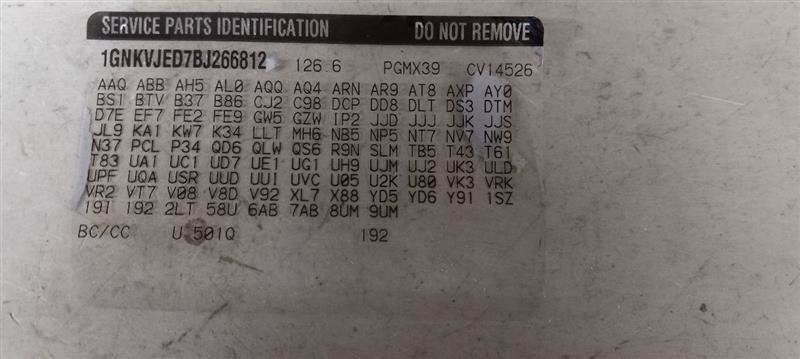 SERVICE PARTS IDENTIFICATION DO NOT REMOVE
1GNKVJED7BJ266812 126.6 PGMX39 CV14526
AAQ ABB AH5 AL0 AQQ AQ4 ARN AR9 AT8 AXP AY0
BS1 BTV B37 B86 CJ2 C98 DCP DD8 DLT DS3 DTM
D7E EF7 FE2 FE9 GW5 GZW IP2 JJD JJJ JJK JJS
JL9 KA1 KW7 K34 LLT MH6 NB5 NP5 NT7 NV7 NW9
N37 PCL P34 QD6 QLW QS6 R9N SLM TB5 T43 T61
T83 UA1 UC1 UD7 UE1 UG1 UH9 UJM UJ2 UK3 ULD
UPF UQA USR UUD UUI UVC U05 U2K U80 VK3 VRK
VR2 VT7 V08 V8D V92 XL7 X88 YD5 YD6 Y91 1SZ
19I 192 2LT 58U 6AB 7AB 8UM 9UM
BC/CC U 501Q 192